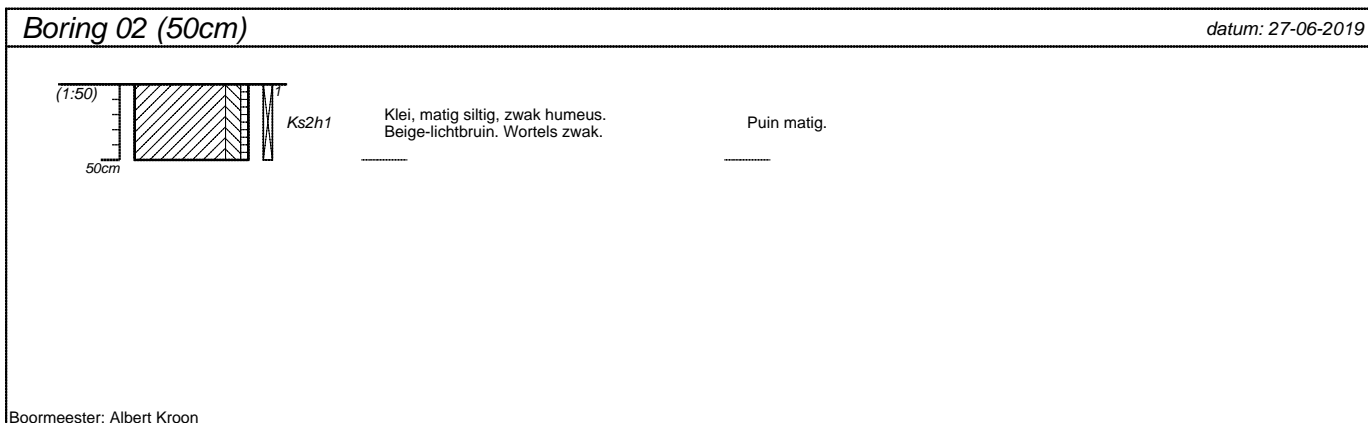 Boring 02 (50cm)
datum: 27-06-2019
(1:50)
1
Ks2h1
Klei, matig siltig, zwak humeus.
Beige-lichtbruin. Wortels zwak.
Puin matig.
50cm
Boormeester: Albert Kroon